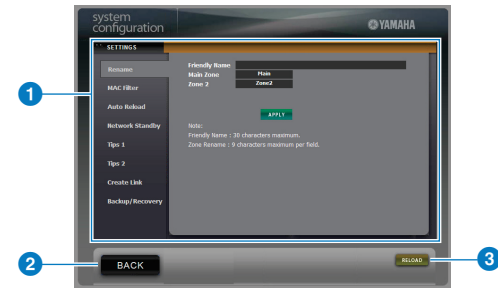 system
configuration
YAMAHA
SETTINGS
Rename
MAC Filter
Auto Reload
Network Standby
Tips 1
Tips 2
Create Link
Backup/Recovery
Friendly Name
Main Zone Main
Zone 2 Zone2
APPLY
Note:
Friendly Name : 30 characters maximum.
Zone Rename : 9 characters maximum per field.
1
2
BACK
RELOAD
3